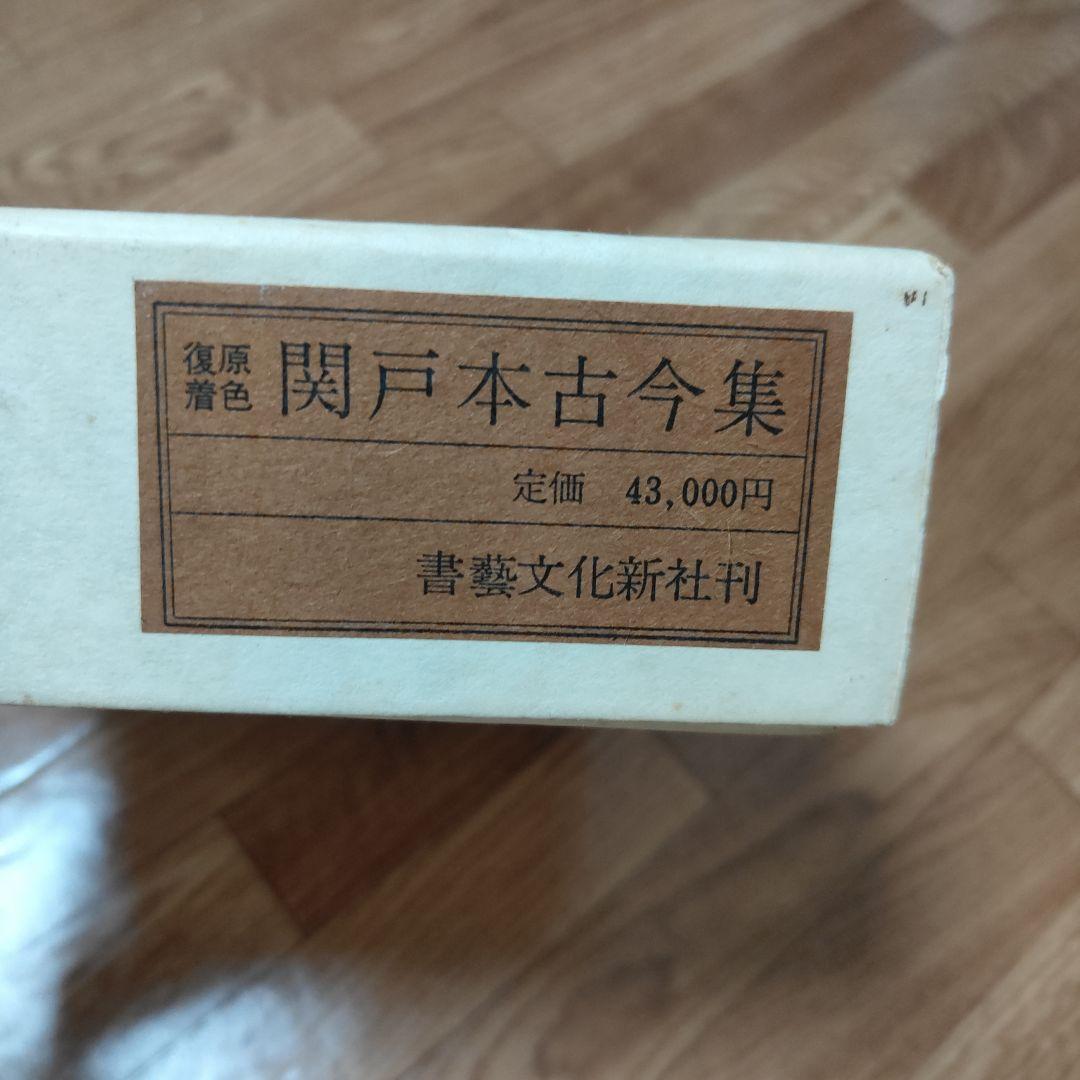 復原着色 関戸本古今集
定価 43,000円
書藝文化新社刊